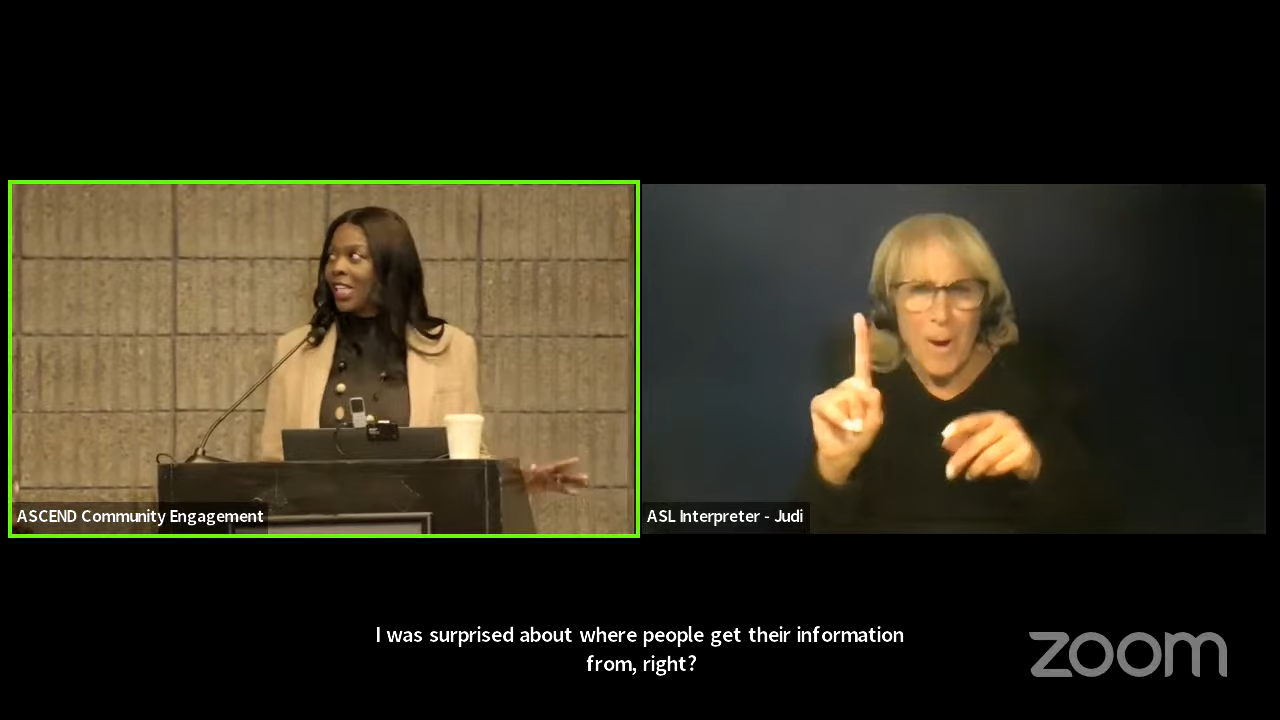 ASCEND Community Engagement
ASL Interpreter - Judi
I was surprised about where people get their information
from, right?
zoom